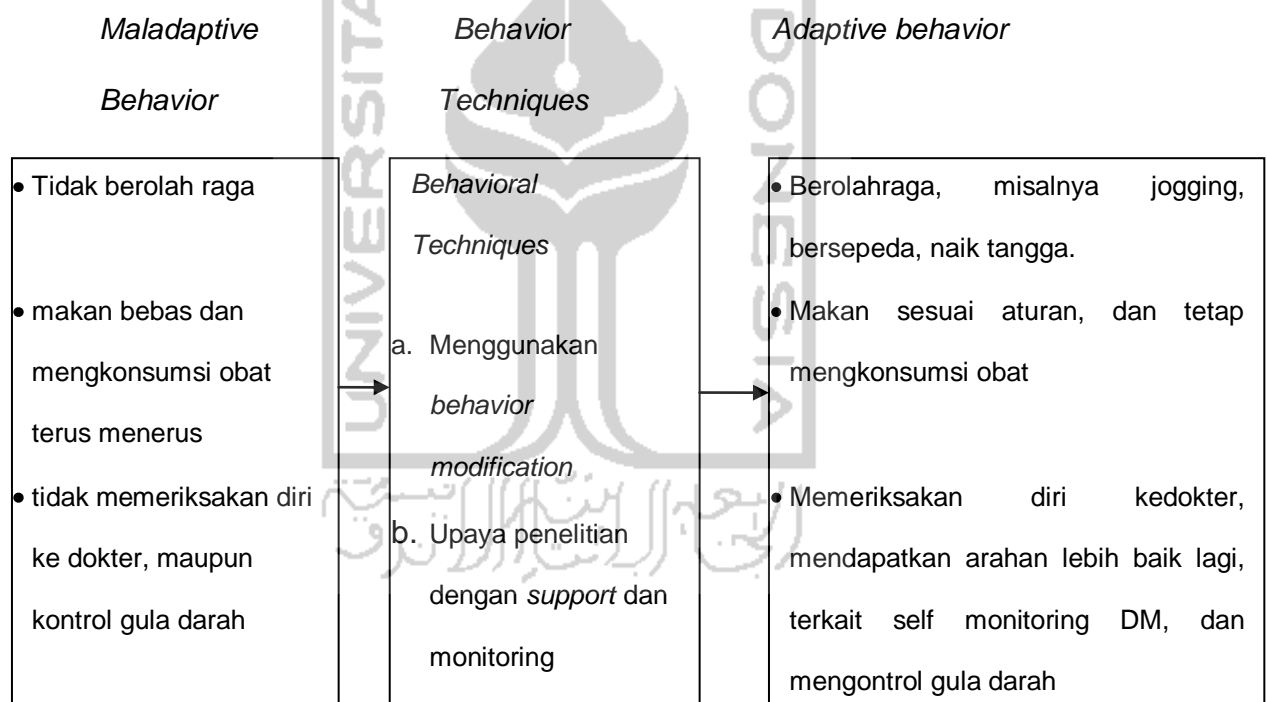 Maladaptive
Behavior
Behavior
Techniques
Adaptive behavior
• Tidak berolah raga
• makan bebas dan
mengkonsumsi obat
terus menerus
• tidak memeriksakan diri
ke dokter, maupun
kontrol gula darah
Behavioral
Techniques
a. Menggunakan
behavior
modification
b. Upaya penelitian
dengan support dan
monitoring
• Berolahraga, misalnya jogging,
bersepeda, naik tangga.
• Makan sesuai aturan, dan tetap
mengkonsumsi obat
• Memeriksakan diri kedokter,
mendapatkan arahan lebih baik lagi,
terkait self monitoring DM, dan
mengontrol gula darah